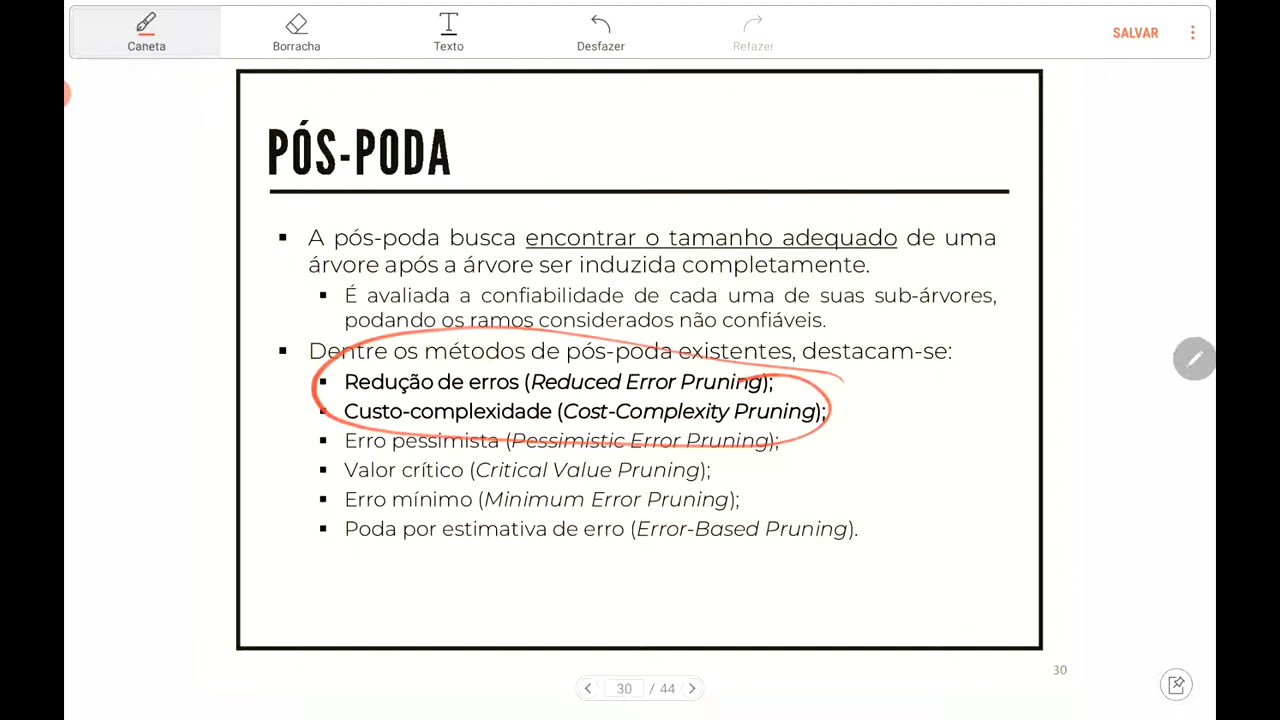 Caneta
Borracha
Texto
Desfazer
Refazer
SALVAR
PÓS-PODA
▪ A pós-poda busca encontrar o tamanho adequado de uma
árvore após a árvore ser induzida completamente.
▪ É avaliada a confiabilidade de cada uma de suas sub-árvores,
podando os ramos considerados não confiáveis.
▪ Dentre os métodos de pós-poda existentes, destacam-se:
▪ Redução de erros (Reduced Error Pruning);
▪ Custo-complexidade (Cost-Complexity Pruning);
▪ Erro pessimista (Pessimistic Error Pruning);
▪ Valor crítico (Critical Value Pruning);
▪ Erro mínimo (Minimum Error Pruning);
▪ Poda por estimativa de erro (Error-Based Pruning).
30
30 / 44